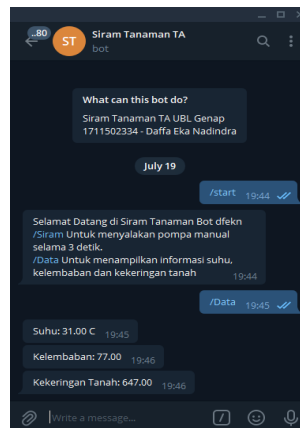 ..80
ST
Siram Tanaman TA
bot
What can this bot do?
Siram Tanaman TA UBL Genap
1711502334 - Daffa Eka Nadindra
July 19
/start 19:44
Selamat Datang di Siram Tanaman Bot dfekn
/Siram Untuk menyalakan pompa manual
selama 3 detik.
/Data Untuk menampilkan informasi suhu,
kelembaban dan kekeringan tanah 19:44
/Data 19:45
Suhu: 31.00 C 19:45
Kelembaban: 77.00 19:46
Kekeringan Tanah: 647.00 19:46
Write a message...